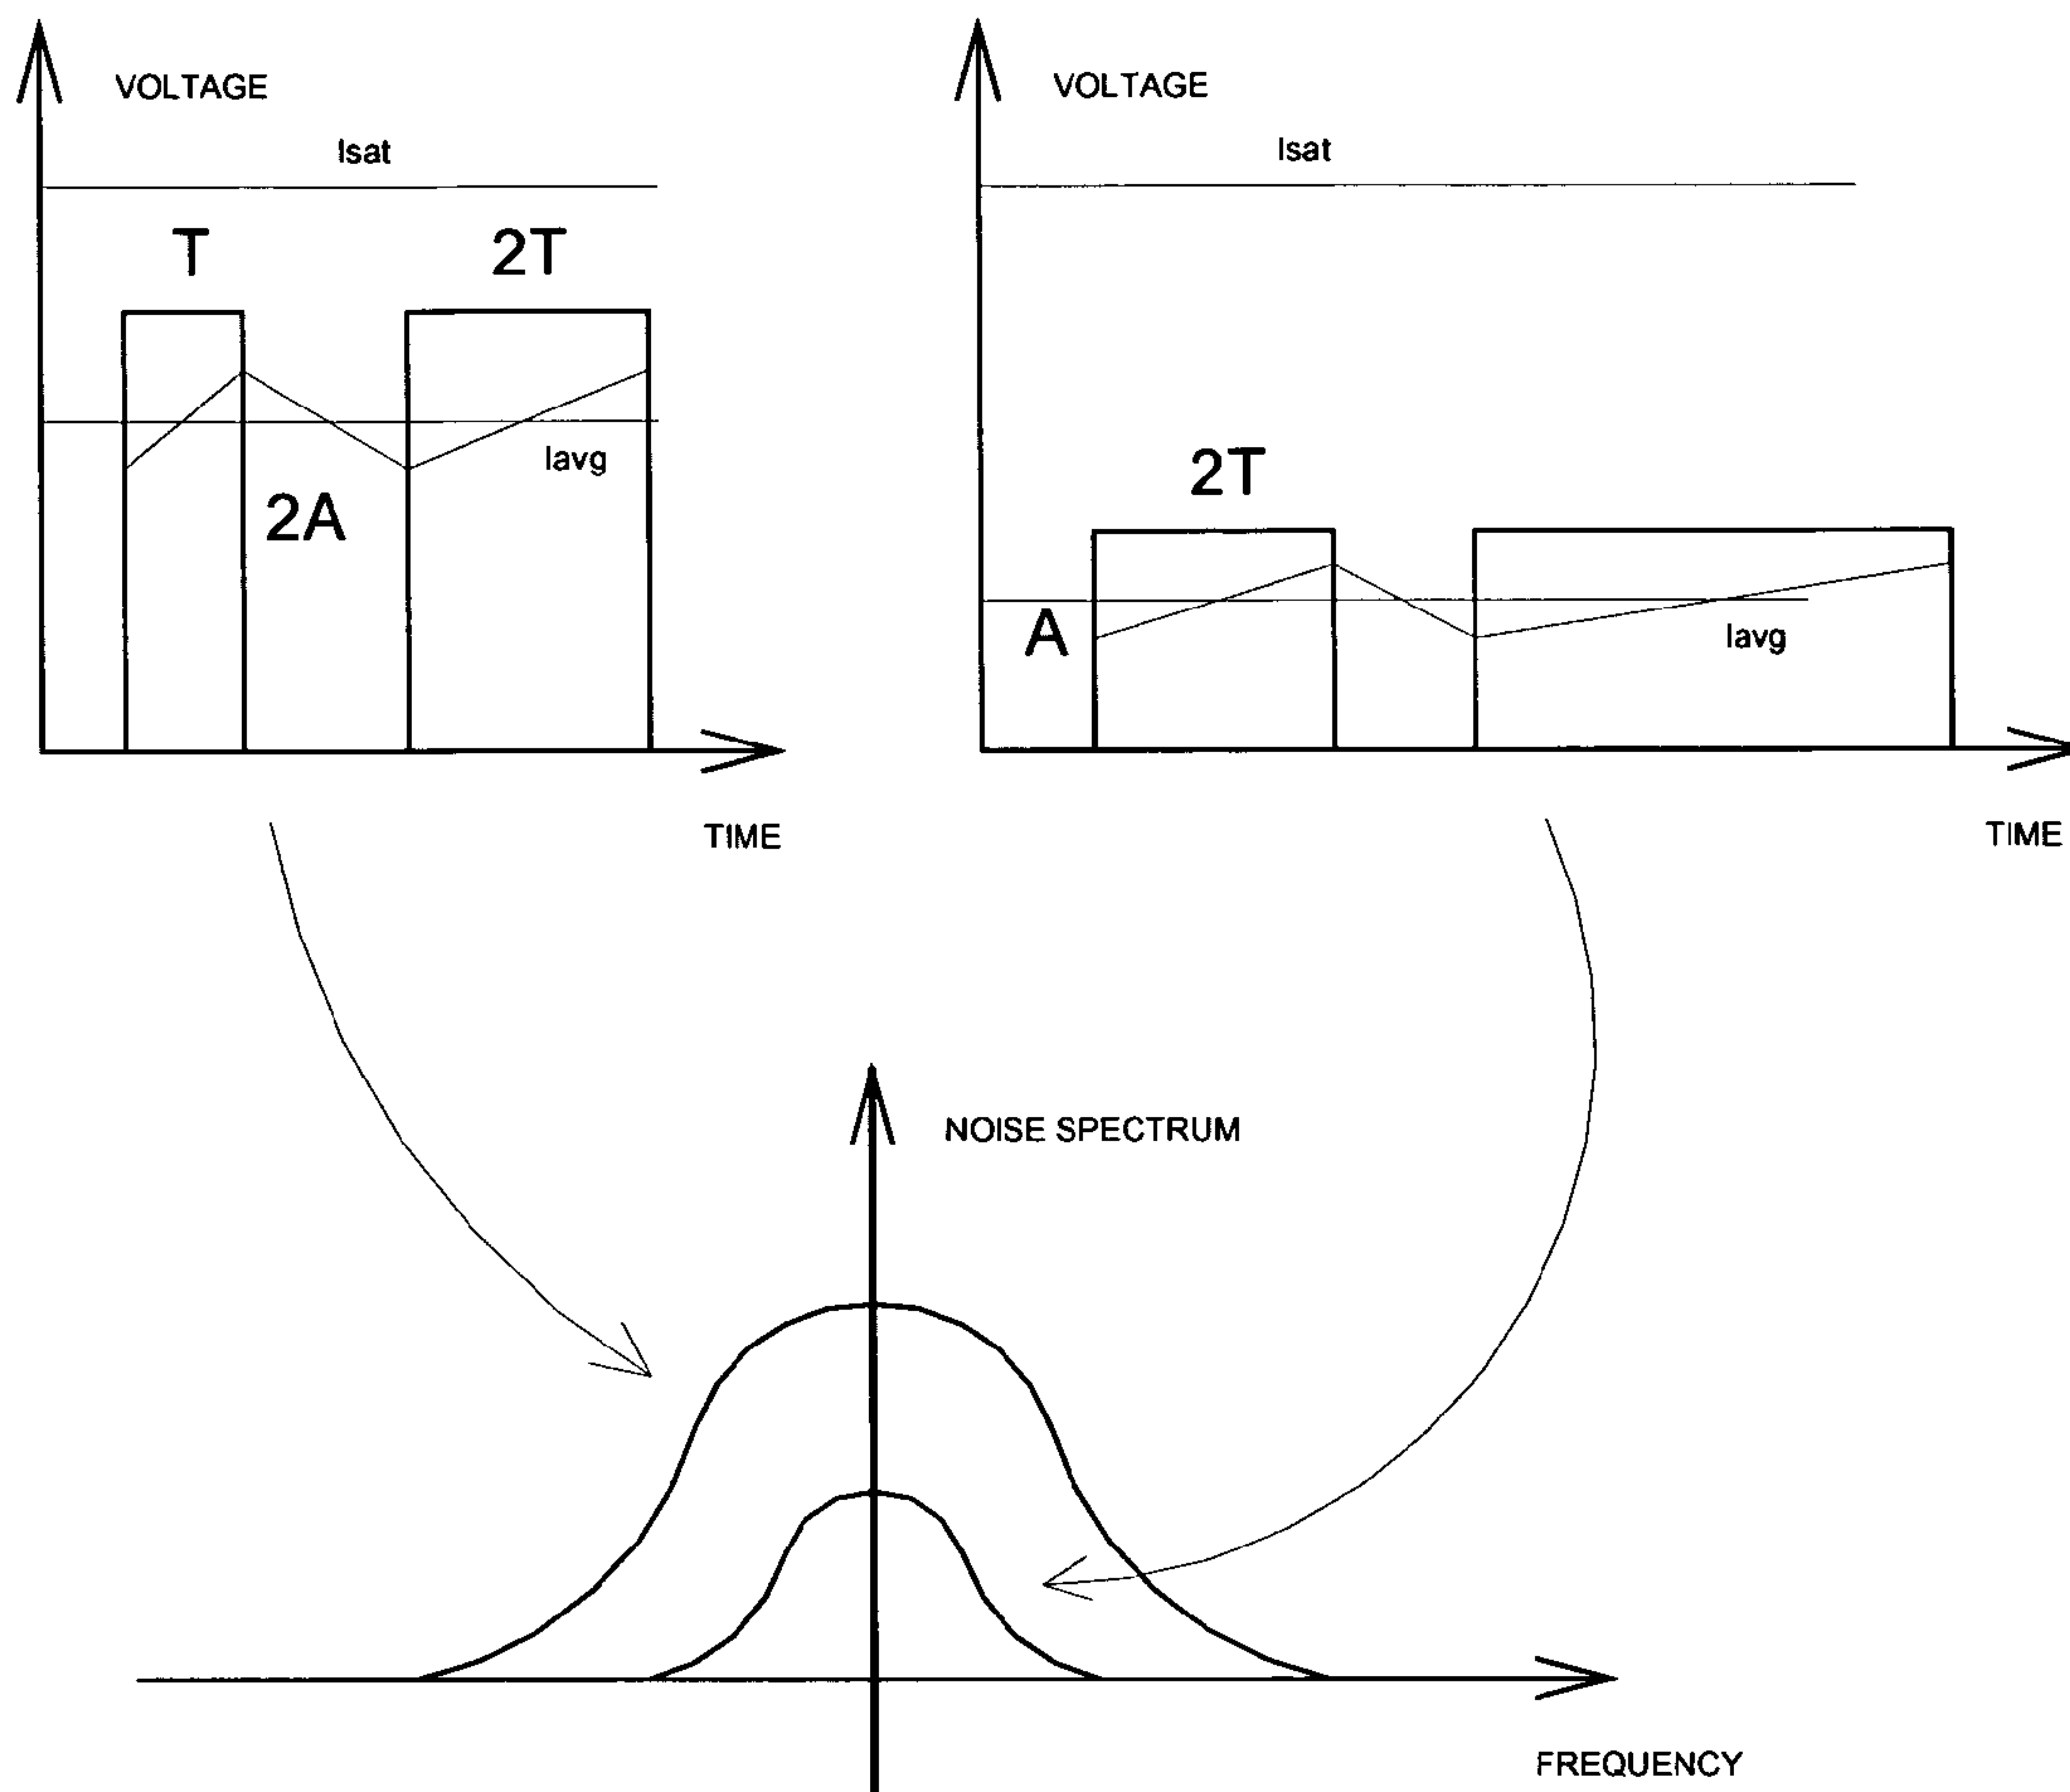 VOLTAGE
Isat
T
2T
Iavg
2A
TIME
VOLTAGE
Isat
2T
A
Iavg
TIME
NOISE SPECTRUM
FREQUENCY